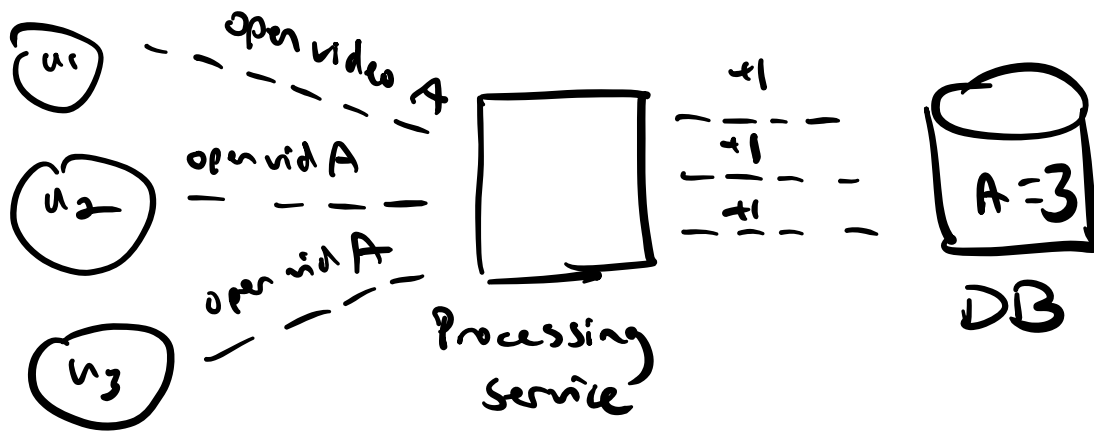 u1
open video A
+1
open vid A
u2
+1
A=3
+1
open vid A
DB
u3
Processing
service